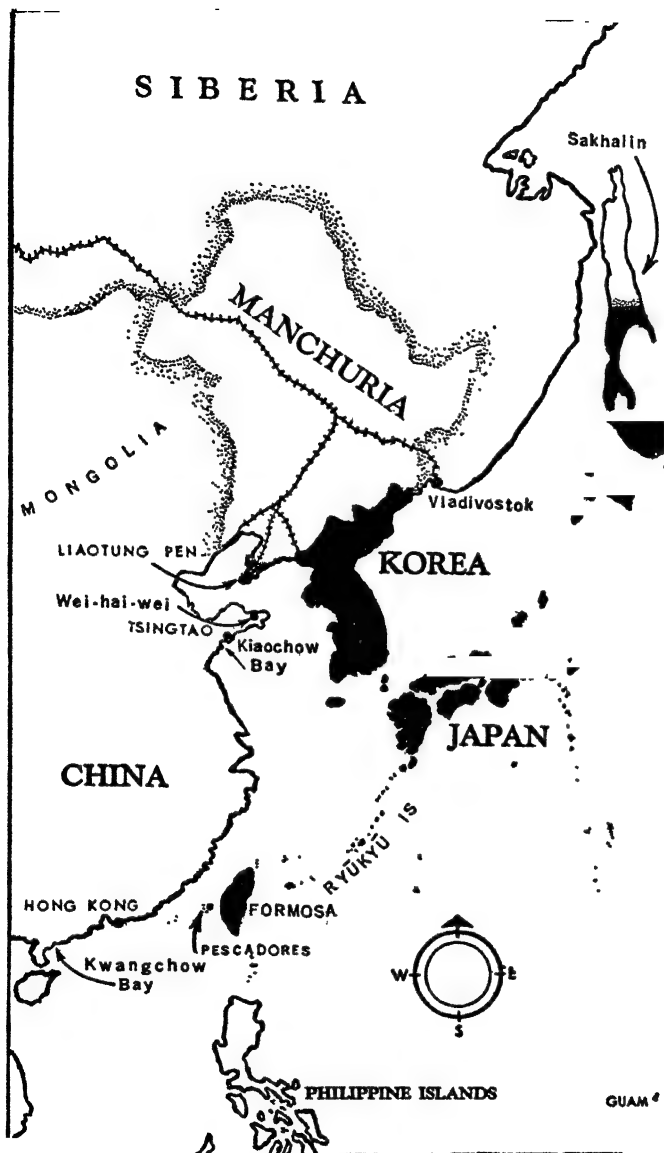 SIBERIA
Sakhalin
MANCHURIA
MONGOLIA
Vladivostok
LIAOTUNG PEN
KOREA
Wei-hai-wei
TSINGTAO
Kiaochow
Bay
JAPAN
CHINA
RYŪKYŪ IS
HONG KONG
FORMOSA
PESCADORES
Kwangchow
Bay
W
E
S
PHILIPPINE ISLANDS
GUAM